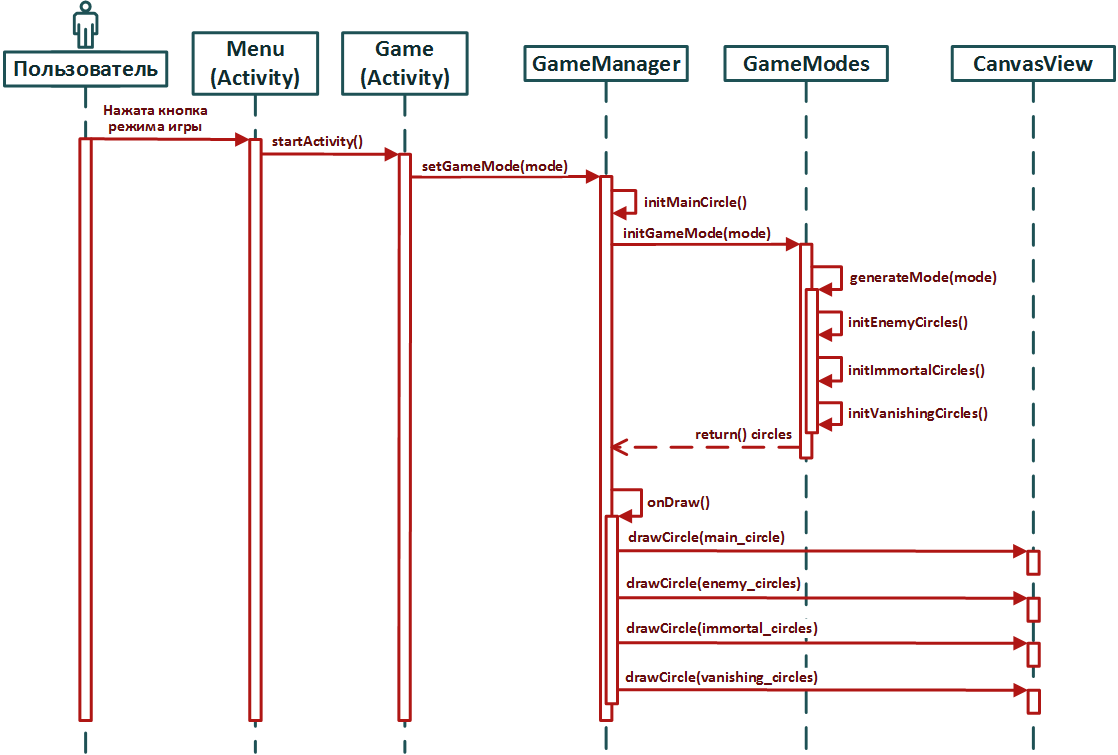 Пользователь
Menu
(Activity)
Game
(Activity)
GameManager
GameModes
CanvasView
Нажата кнопка
режима игры
startActivity()
setGameMode(mode)
initMainCircle()
initGameMode(mode)
generateMode(mode)
initEnemyCircles()
initImmortalCircles()
initVanishingCircles()
return() circles
onDraw()
drawCircle(main_circle)
drawCircle(enemy_circles)
drawCircle(immortal_circles)
drawCircle(vanishing_circles)